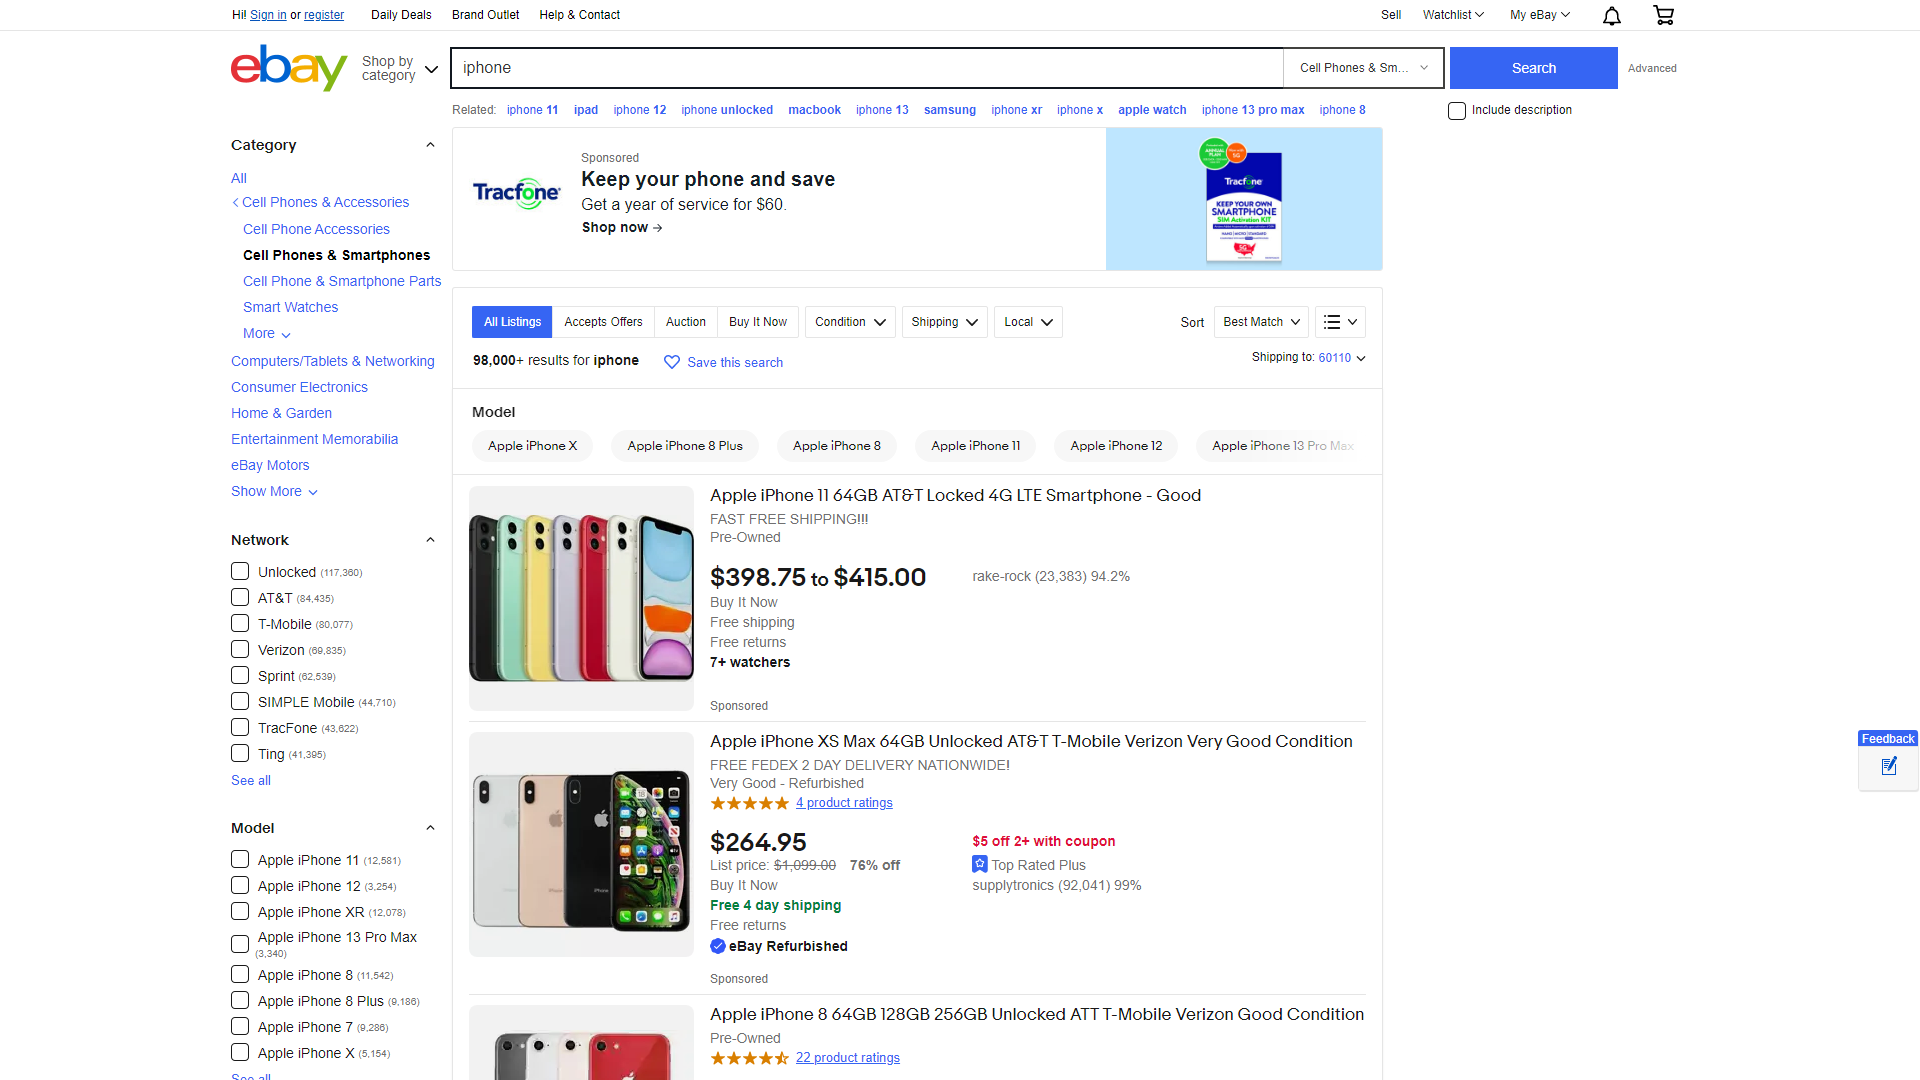 Hi! Sign in or register
Daily Deals
Brand Outlet
Help & Contact
Sell
Watchlist
My eBay
ebay
Shop by category
iphone
Cell Phones & Sm...
Search
Advanced
Related: iphone 11 ipad iphone 12 iphone unlocked macbook iphone 13 samsung iphone xr iphone x apple watch iphone 13 pro max iphone 8
Include description
Category
All
Cell Phones & Accessories
Cell Phone Accessories
Cell Phones & Smartphones
Cell Phone & Smartphone Parts
Smart Watches
More
Computers/Tablets & Networking
Consumer Electronics
Home & Garden
Entertainment Memorabilia
eBay Motors
Show More
Network
Unlocked (117,360)
AT&T (84,435)
T-Mobile (80,077)
Verizon (69,835)
Sprint (62,539)
SIMPLE Mobile (44,710)
TracFone (43,622)
Ting (41,395)
See all
Model
Apple iPhone 11 (12,581)
Apple iPhone 12 (3,254)
Apple iPhone XR (12,078)
Apple iPhone 13 Pro Max
(3,340)
Apple iPhone 8 (11,542)
Apple iPhone 8 Plus (9,186)
Apple iPhone 7 (9,286)
Apple iPhone X (5,154)
See all
Tracfone
Sponsored
Keep your phone and save
Get a year of service for $60.
Shop now →
ANNUAL PLAN
5G
Tracfone
KEEP YOUR OWN
SMARTPHONE
SIM Activation KIT
5G
All Listings
Accepts Offers
Auction
Buy It Now
Condition
Shipping
Local
Sort
Best Match
98,000+ results for iphone
Save this search
Shipping to: 60110
Model
Apple iPhone X
Apple iPhone 8 Plus
Apple iPhone 8
Apple iPhone 11
Apple iPhone 12
Apple iPhone 13 Pro Max
Apple iPhone 11 64GB AT&T Locked 4G LTE Smartphone - Good
FAST FREE SHIPPING!!!
Pre-Owned
$398.75 to $415.00
rake-rock (23,383) 94.2%
Buy It Now
Free shipping
Free returns
7+ watchers
Sponsored
Apple iPhone XS Max 64GB Unlocked AT&T T-Mobile Verizon Very Good Condition
FREE FEDEX 2 DAY DELIVERY NATIONWIDE!
Very Good - Refurbished
4 product ratings
$264.95
$5 off 2+ with coupon
List price: $1,099.00 76% off
Top Rated Plus
Buy It Now
supplytronics (92,041) 99%
Free 4 day shipping
Free returns
eBay Refurbished
Sponsored
iPhone
Apple iPhone 8 64GB 128GB 256GB Unlocked ATT T-Mobile Verizon Good Condition
Pre-Owned
22 product ratings
Feedback